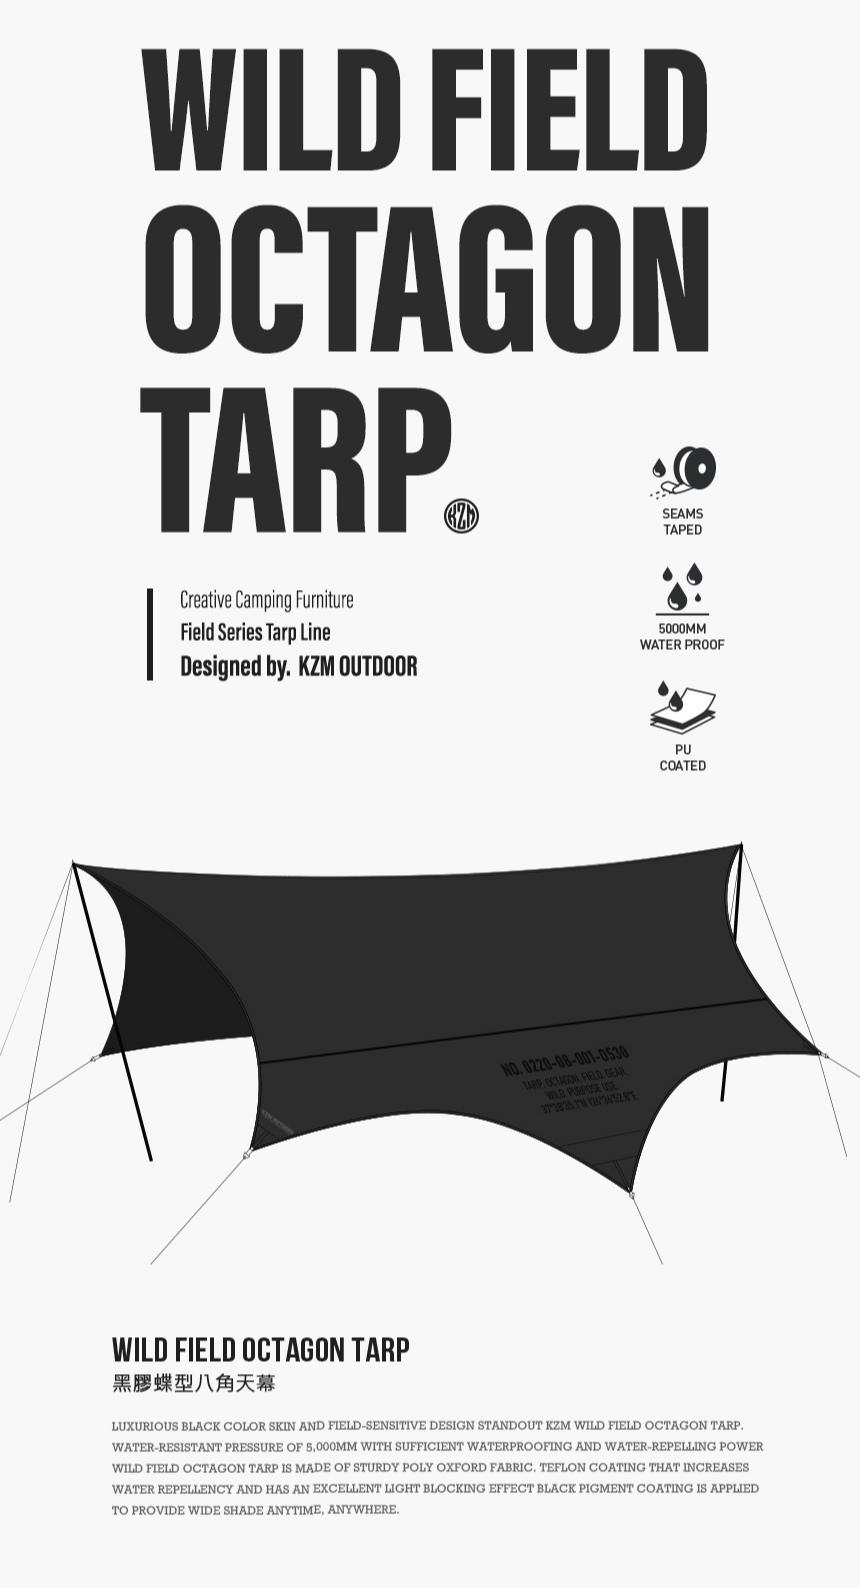 WILD FIELD
OCTAGON
TARP.
KZM
SEAMS
TAPED
5000MM
WATER PROOF
PU
COATED
Creative Camping Furniture
Field Series Tarp Line
Designed by. KZM OUTDOOR
NO. 0220-08-001-0530
TARP. OCTAGON. FIELD. GEAR.
WILD. PURPOSE USE.
WILD FIELD OCTAGON TARP
黑膠蝶型八角天幕
LUXURIOUS BLACK COLOR SKIN AND FIELD-SENSITIVE DESIGN STANDOUT KZM WILD FIELD OCTAGON TARP.
WATER-RESISTANT PRESSURE OF 5,000MM WITH SUFFICIENT WATERPROOFING AND WATER-REPELLING POWER
WILD FIELD OCTAGON TARP IS MADE OF STURDY POLY OXFORD FABRIC. TEFLON COATING THAT INCREASES
WATER REPELLENCY AND HAS AN EXCELLENT LIGHT BLOCKING EFFECT BLACK PIGMENT COATING IS APPLIED
TO PROVIDE WIDE SHADE ANYTIME, ANYWHERE.